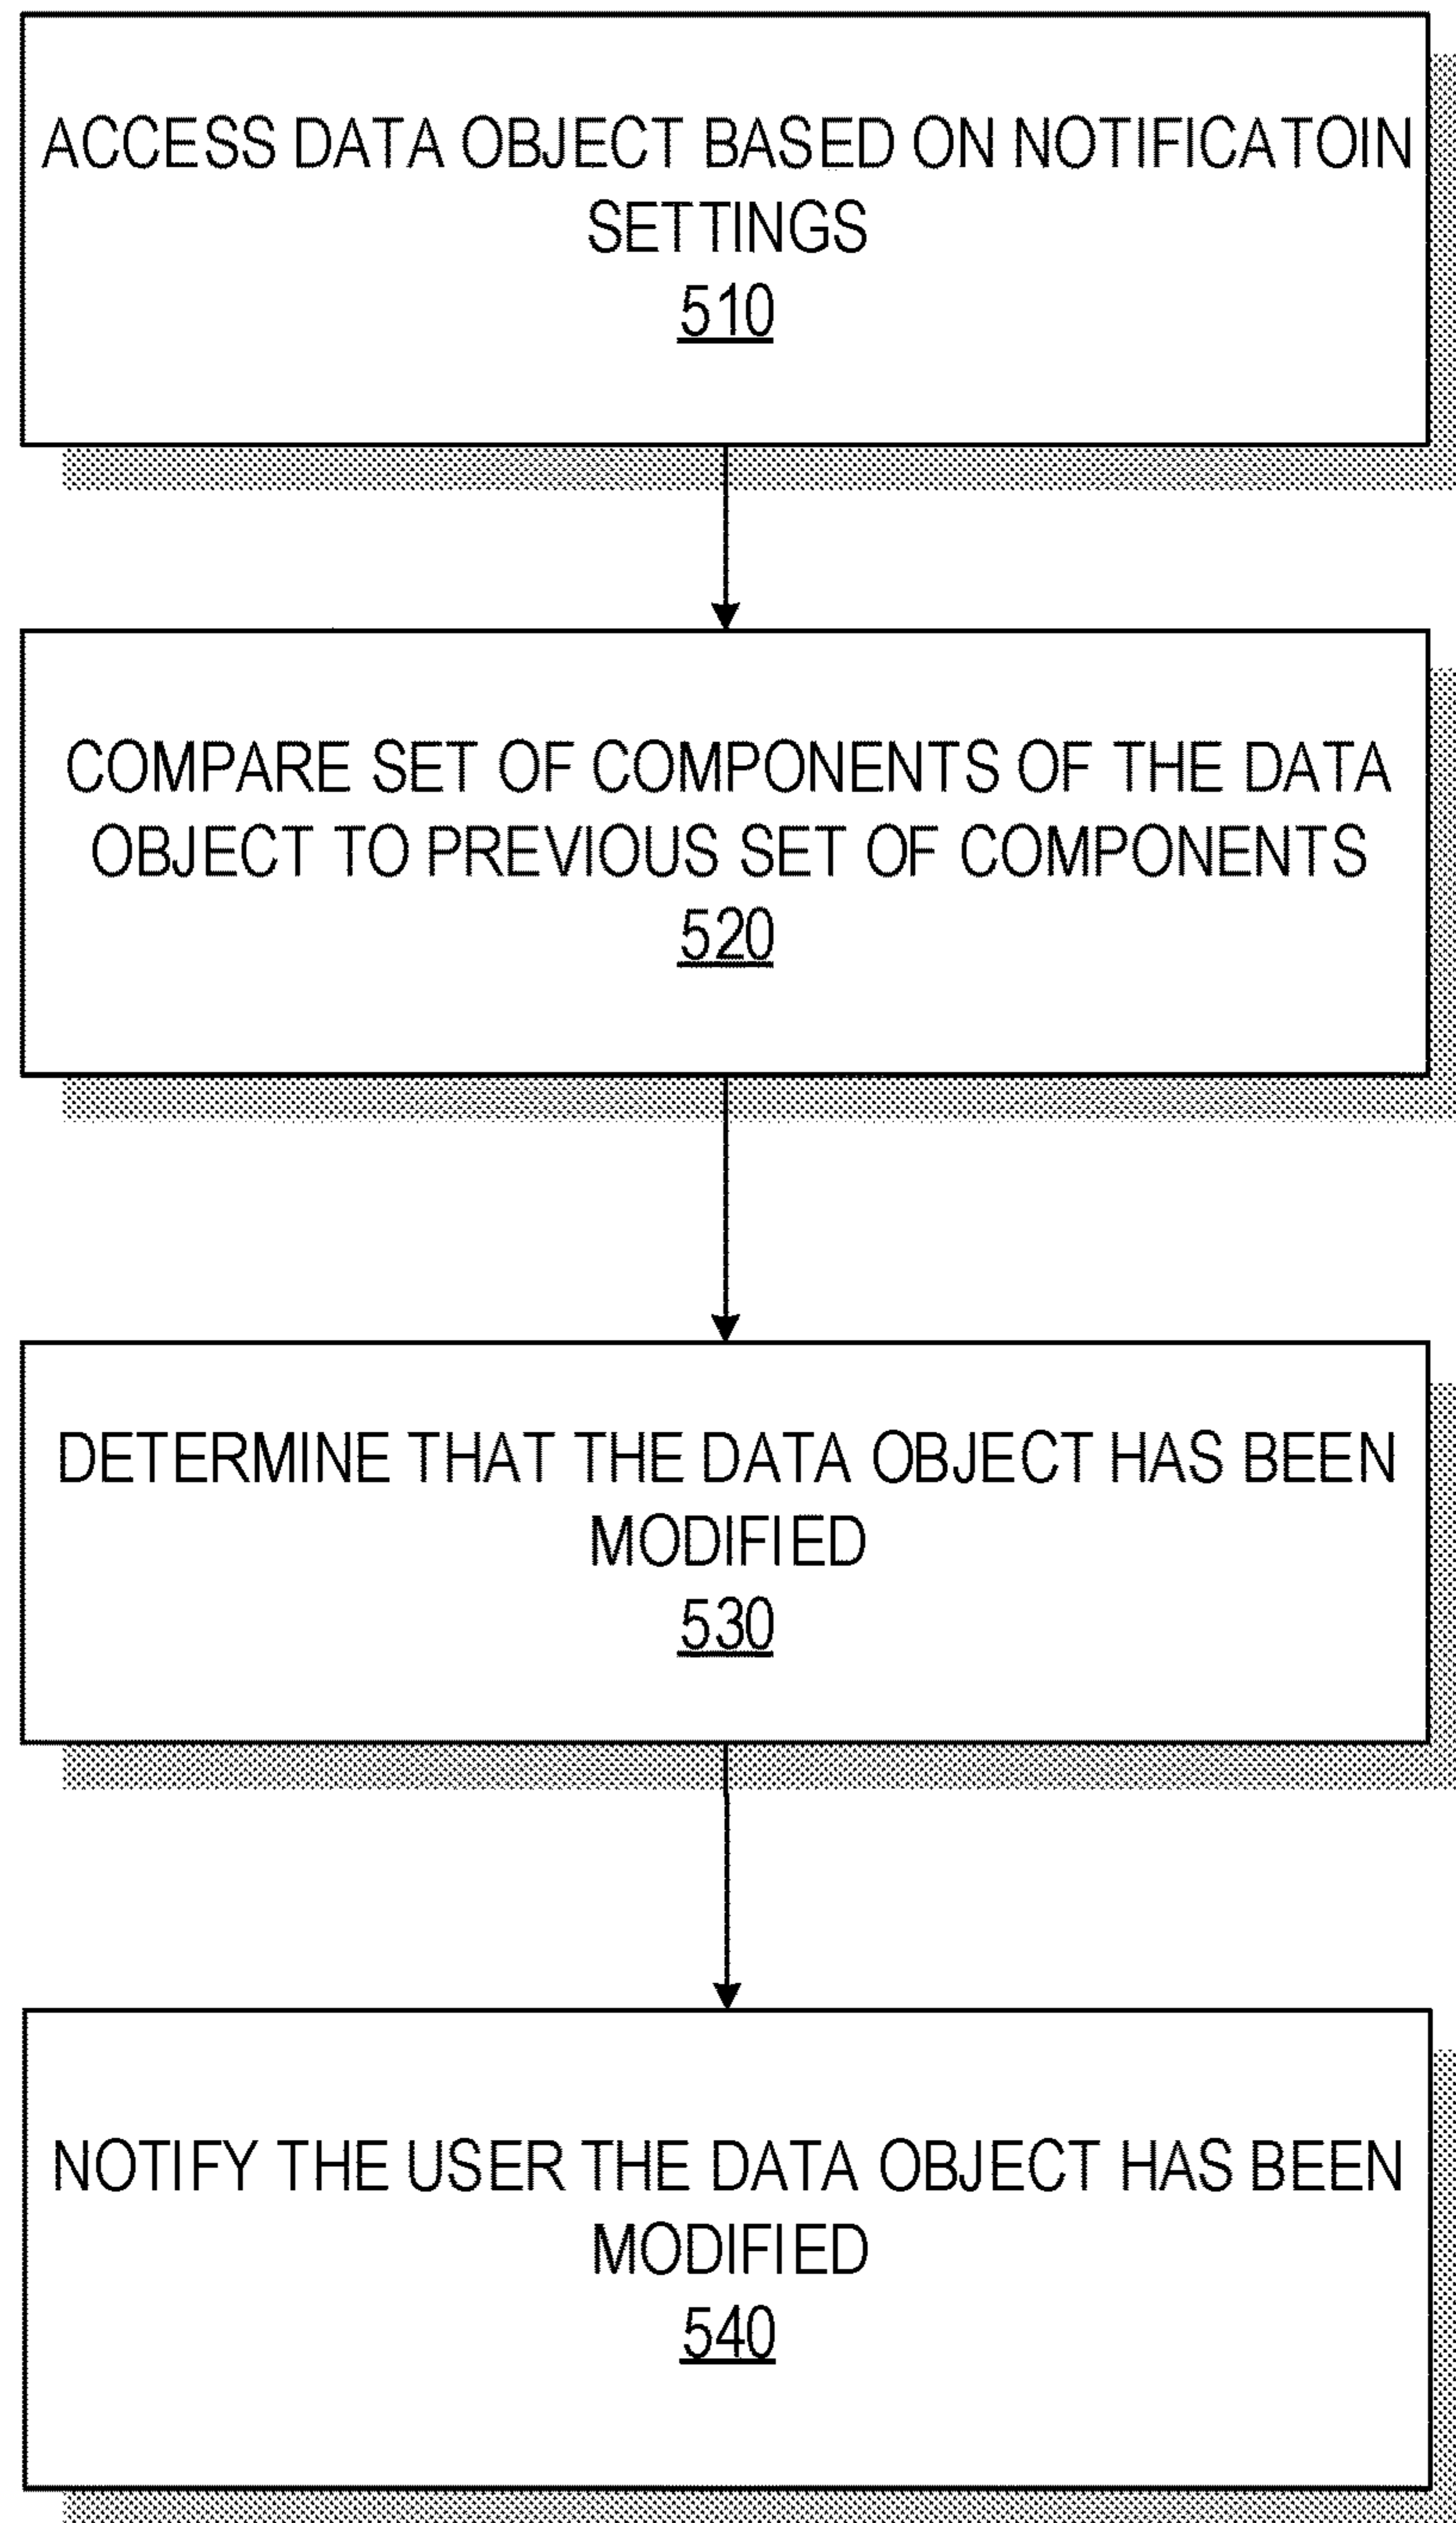 ACCESS DATA OBJECT BASED ON NOTIFICATOIN
SETTINGS
510
COMPARE SET OF COMPONENTS OF THE DATA
OBJECT TO PREVIOUS SET OF COMPONENTS
520
DETERMINE THAT THE DATA OBJECT HAS BEEN
MODIFIED
530
NOTIFY THE USER THE DATA OBJECT HAS BEEN
MODIFIED
540